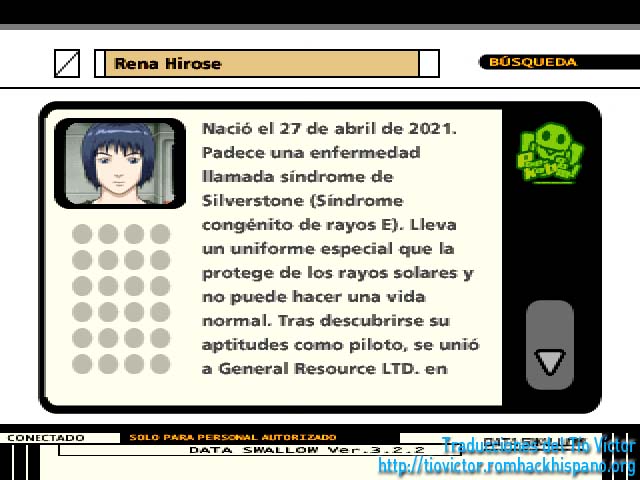 Rena Hirose
BÚSQUEDA
Nació el 27 de abril de 2021.
Padece una enfermedad
llamada síndrome de
Silverstone (Síndrome
congénito de rayos E). Lleva
un uniforme especial que la
protege de los rayos solares y
no puede hacer una vida
normal. Tras descubrirse su
aptitudes como piloto, se unió
a General Resource LTD. en
CONECTADO
SOLO PARA PERSONAL AUTORIZADO
DATA SWALLOW Ver.3.2.2
Traducciones del Tío Víctor
http://tiovictor.romhackhispano.org